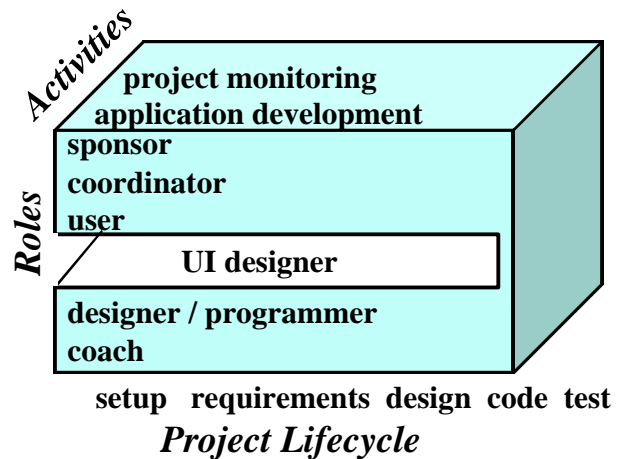 Activities
project monitoring
application development
Roles
sponsor
coordinator
user
UI designer
designer / programmer
coach
setup requirements design code test
Project Lifecycle